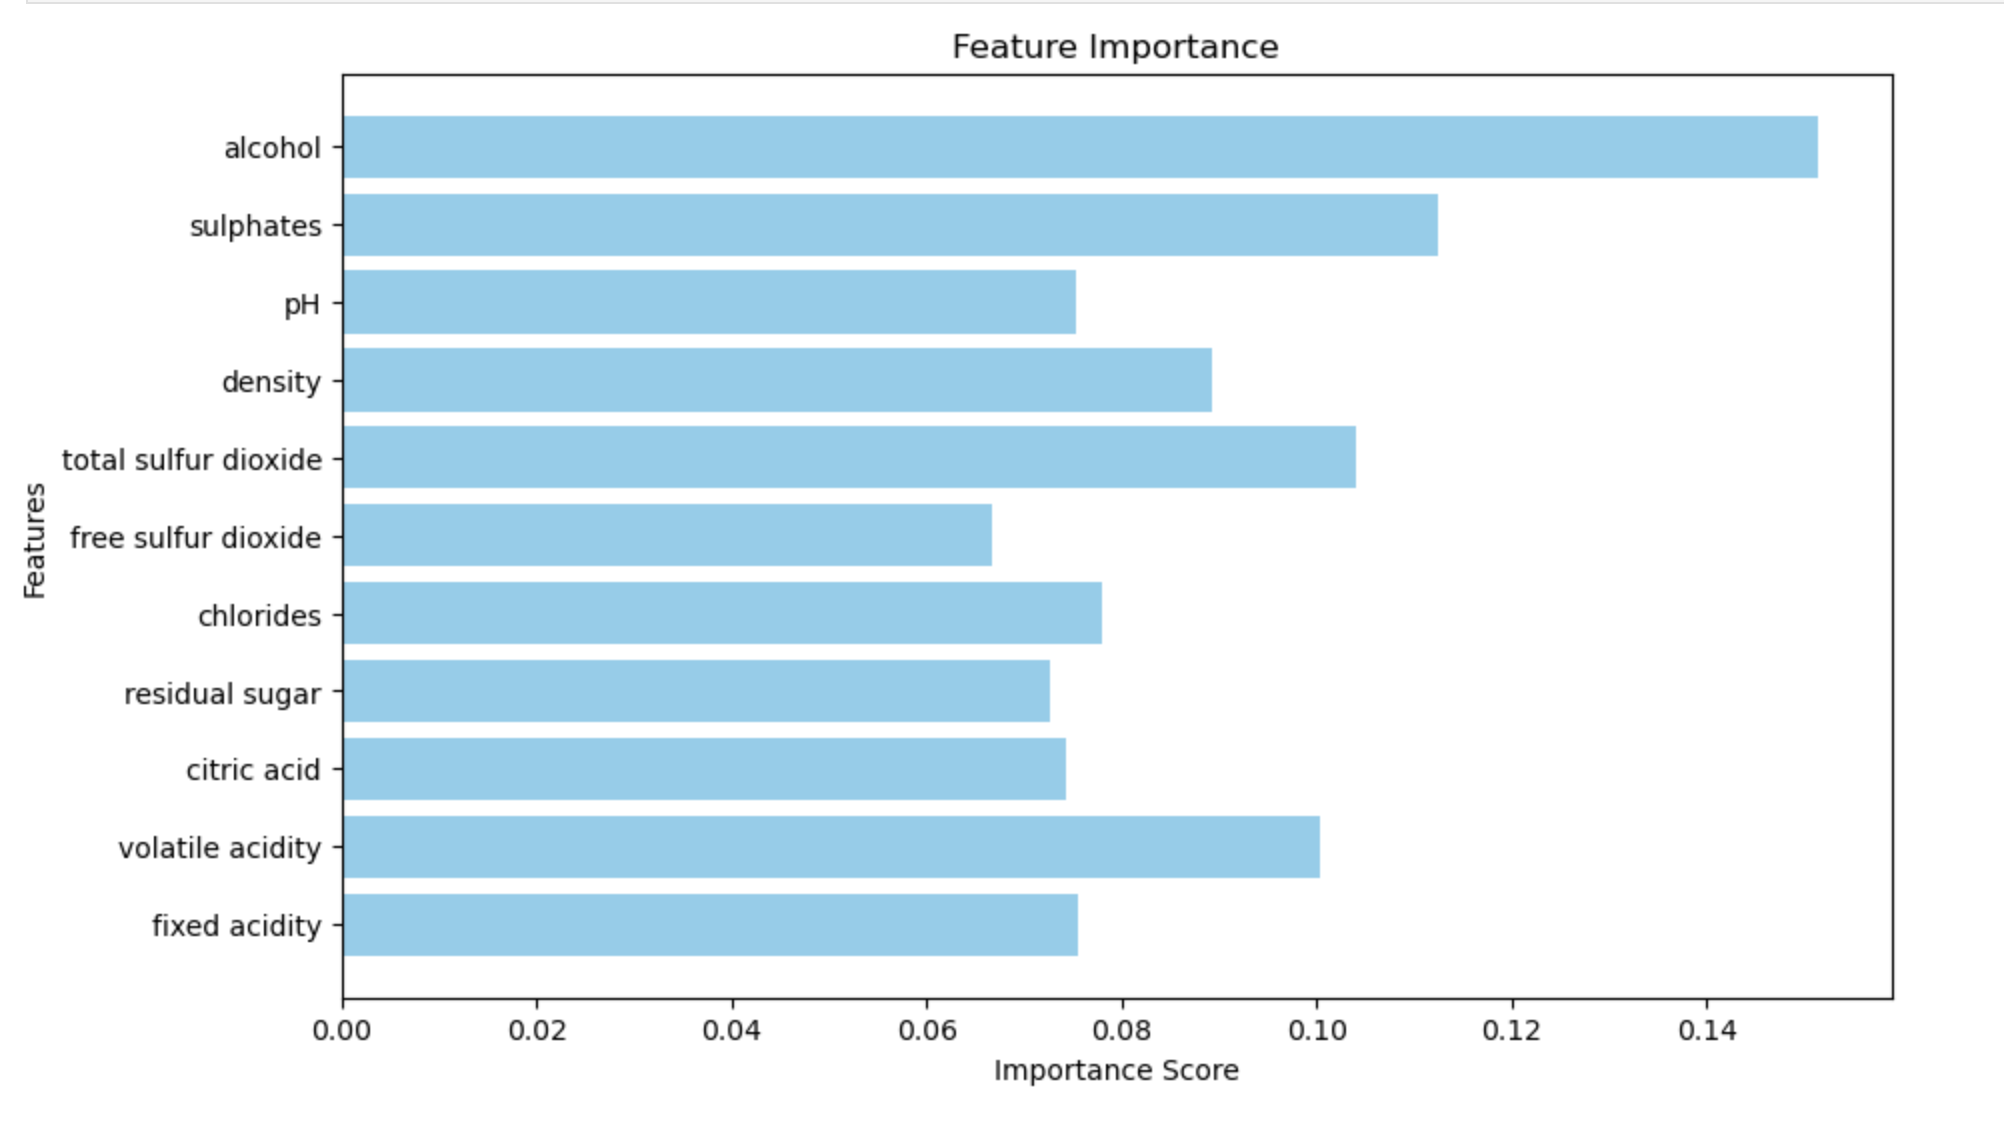 Feature Importance
alcohol
sulphates
pH
density
total sulfur dioxide
free sulfur dioxide
chlorides
residual sugar
citric acid
volatile acidity
fixed acidity
Features
0.00 0.02 0.04 0.06 0.08 0.10 0.12 0.14
Importance Score